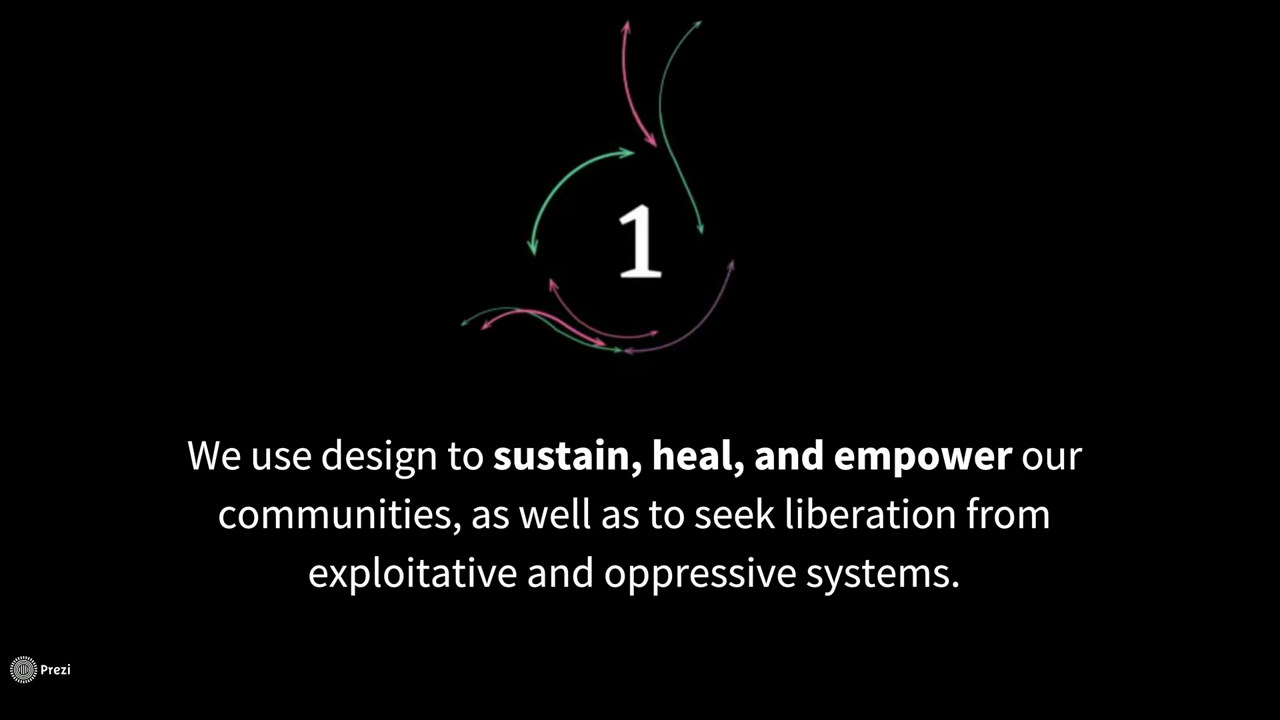 1
We use design to sustain, heal, and empower our
communities, as well as to seek liberation from
exploitative and oppressive systems.
Prezi